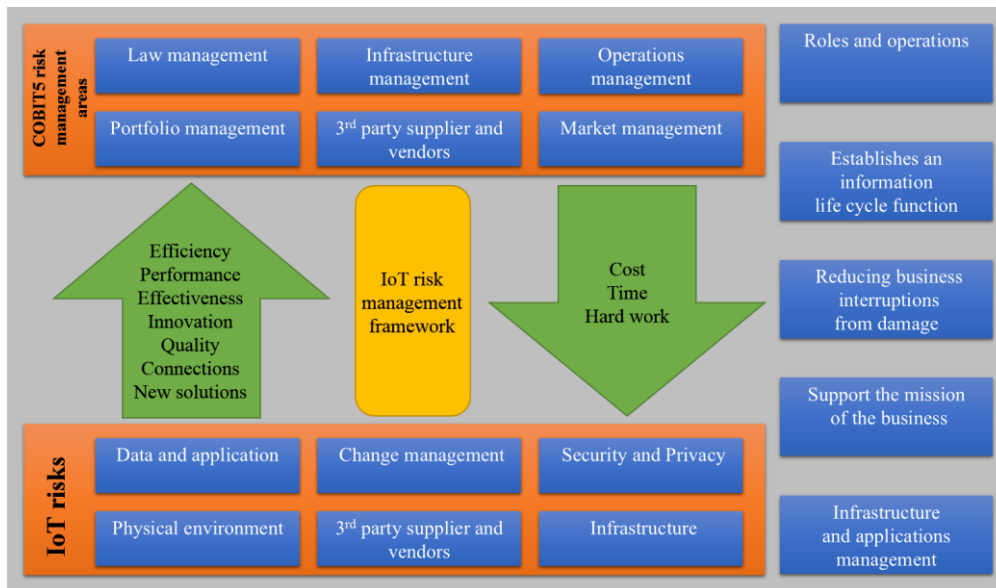 COBIT5 risk
management
areas
Law management
Infrastructure
management
Operations
management
Portfolio management
3rd party supplier and
vendors
Market management
Efficiency
Performance
Effectiveness
Innovation
Quality
Connections
New solutions
IoT risk
management
framework
Cost
Time
Hard work
IoT risks
Data and application
Change management
Security and Privacy
Physical environment
3rd party supplier and
vendors
Infrastructure
Roles and operations
Establishes an
information
life cycle function
Reducing business
interruptions
from damage
Support the mission
of the business
Infrastructure
and applications
management